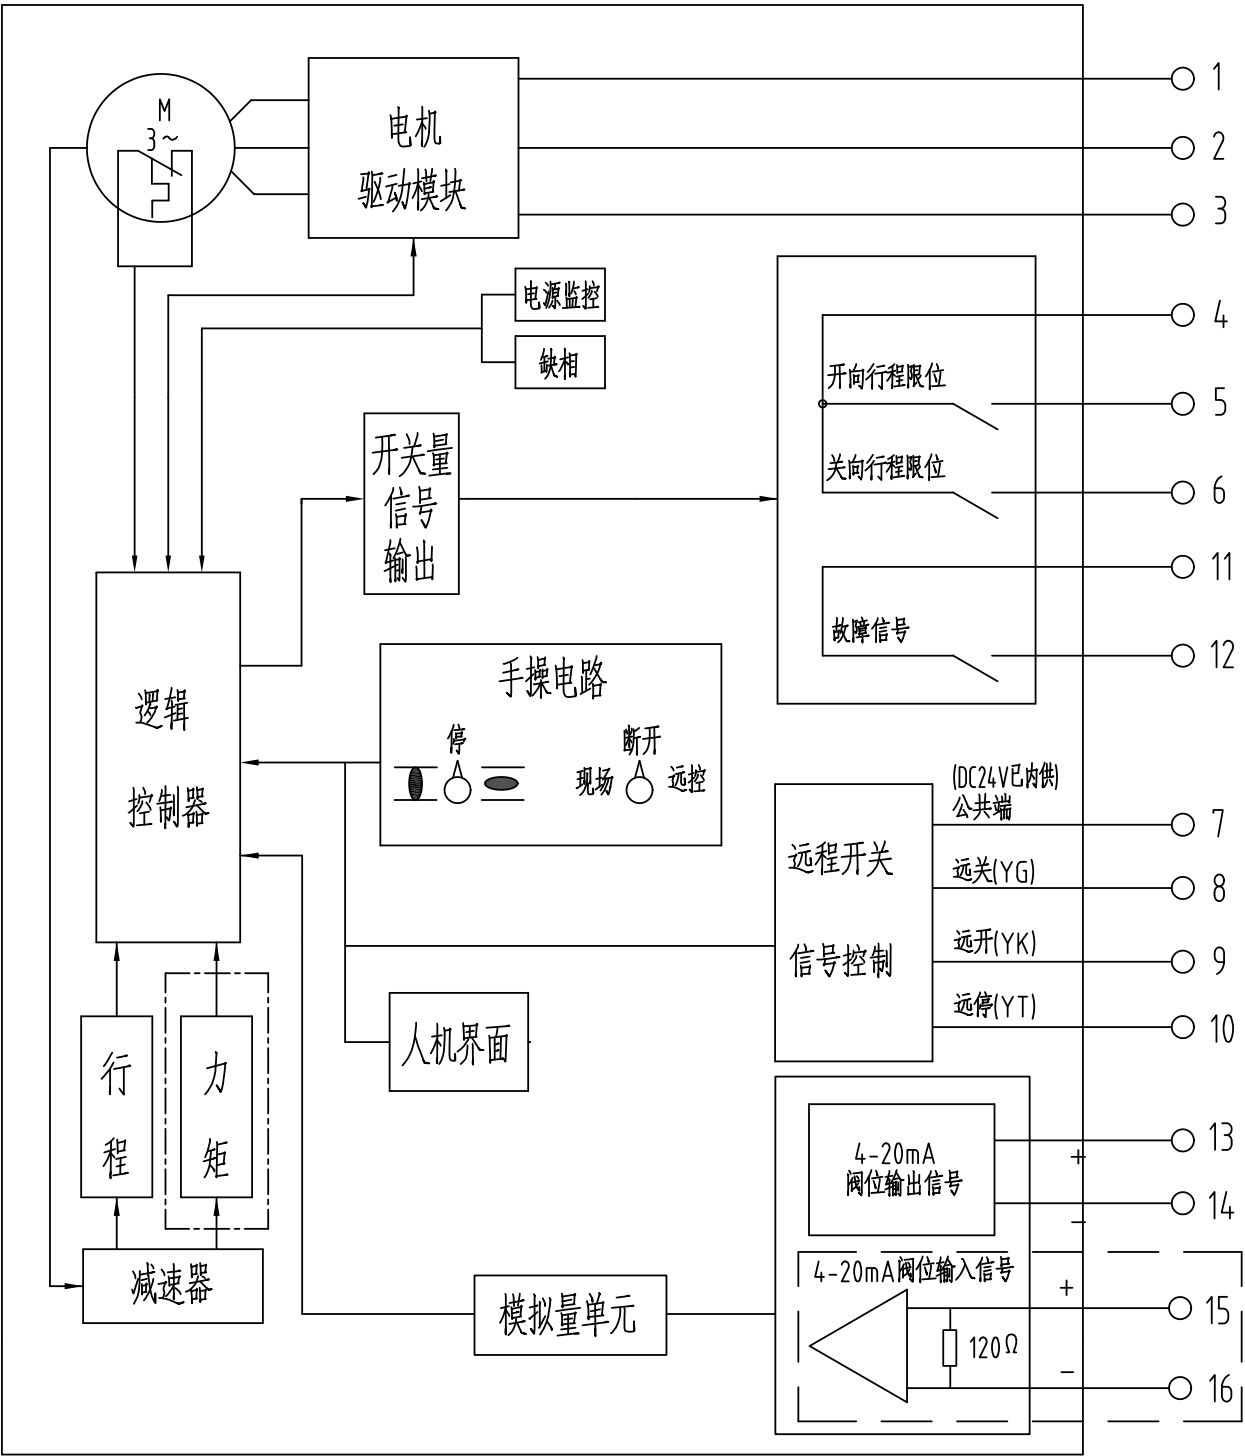 1
M
3~
电机
驱动模块
2
3
电源监控
缺相
4
开向行程限位
5
关向行程限位
6
开关量
信号
输出
11
故障信号
12
手操电路
停
断开
现场
远控
逻辑
控制器
(DC24V已内供)
公共端
7
远程开关
信号控制
远关(YG)
8
远开(YK)
9
远停(YT)
10
人机界面
行
程
力
矩
4-20mA
阀位输出信号
13
+
14
-
减速器
模拟量单元
4-20mA阀位输入信号
+
15
120Ω
-
16